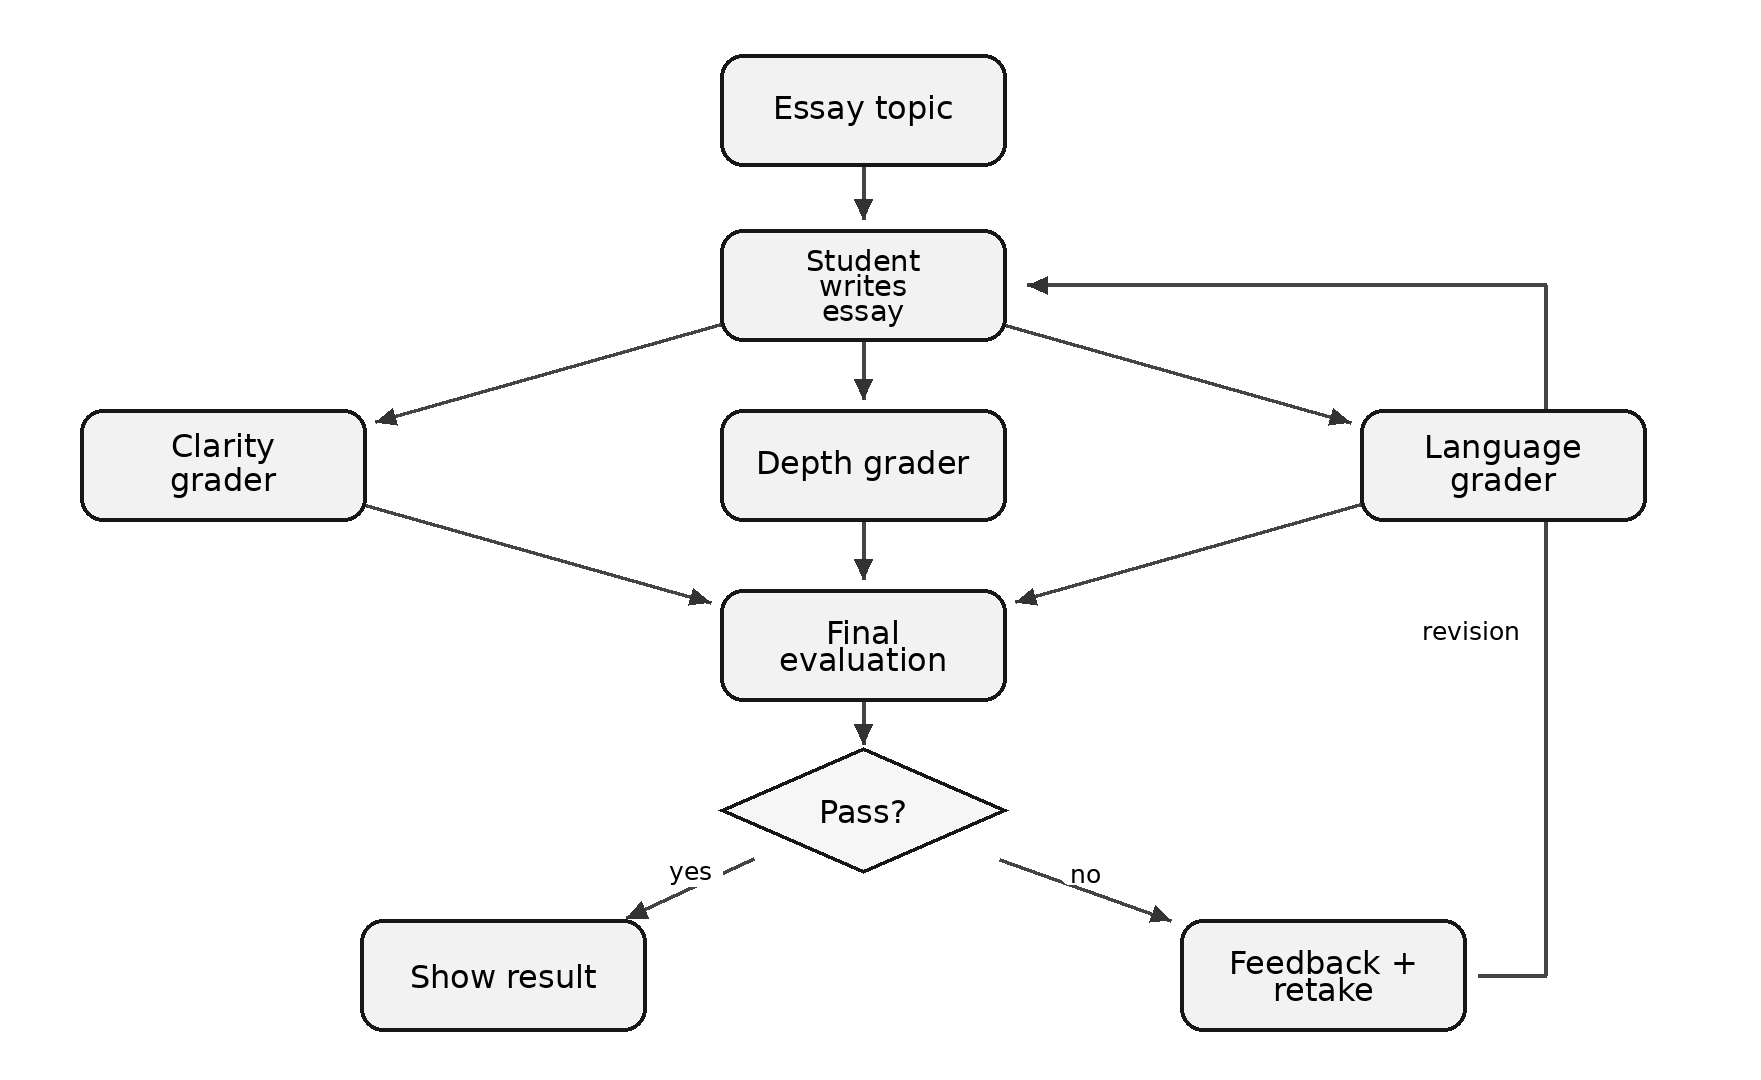 Essay topic
Student
writes
essay
Clarity
grader
Depth grader
Language
grader
Final
evaluation
revision
Pass?
yes
no
Show result
Feedback +
retake